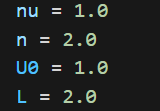 nu = 1.0
n = 2.0
U0 = 1.0
L = 2.0